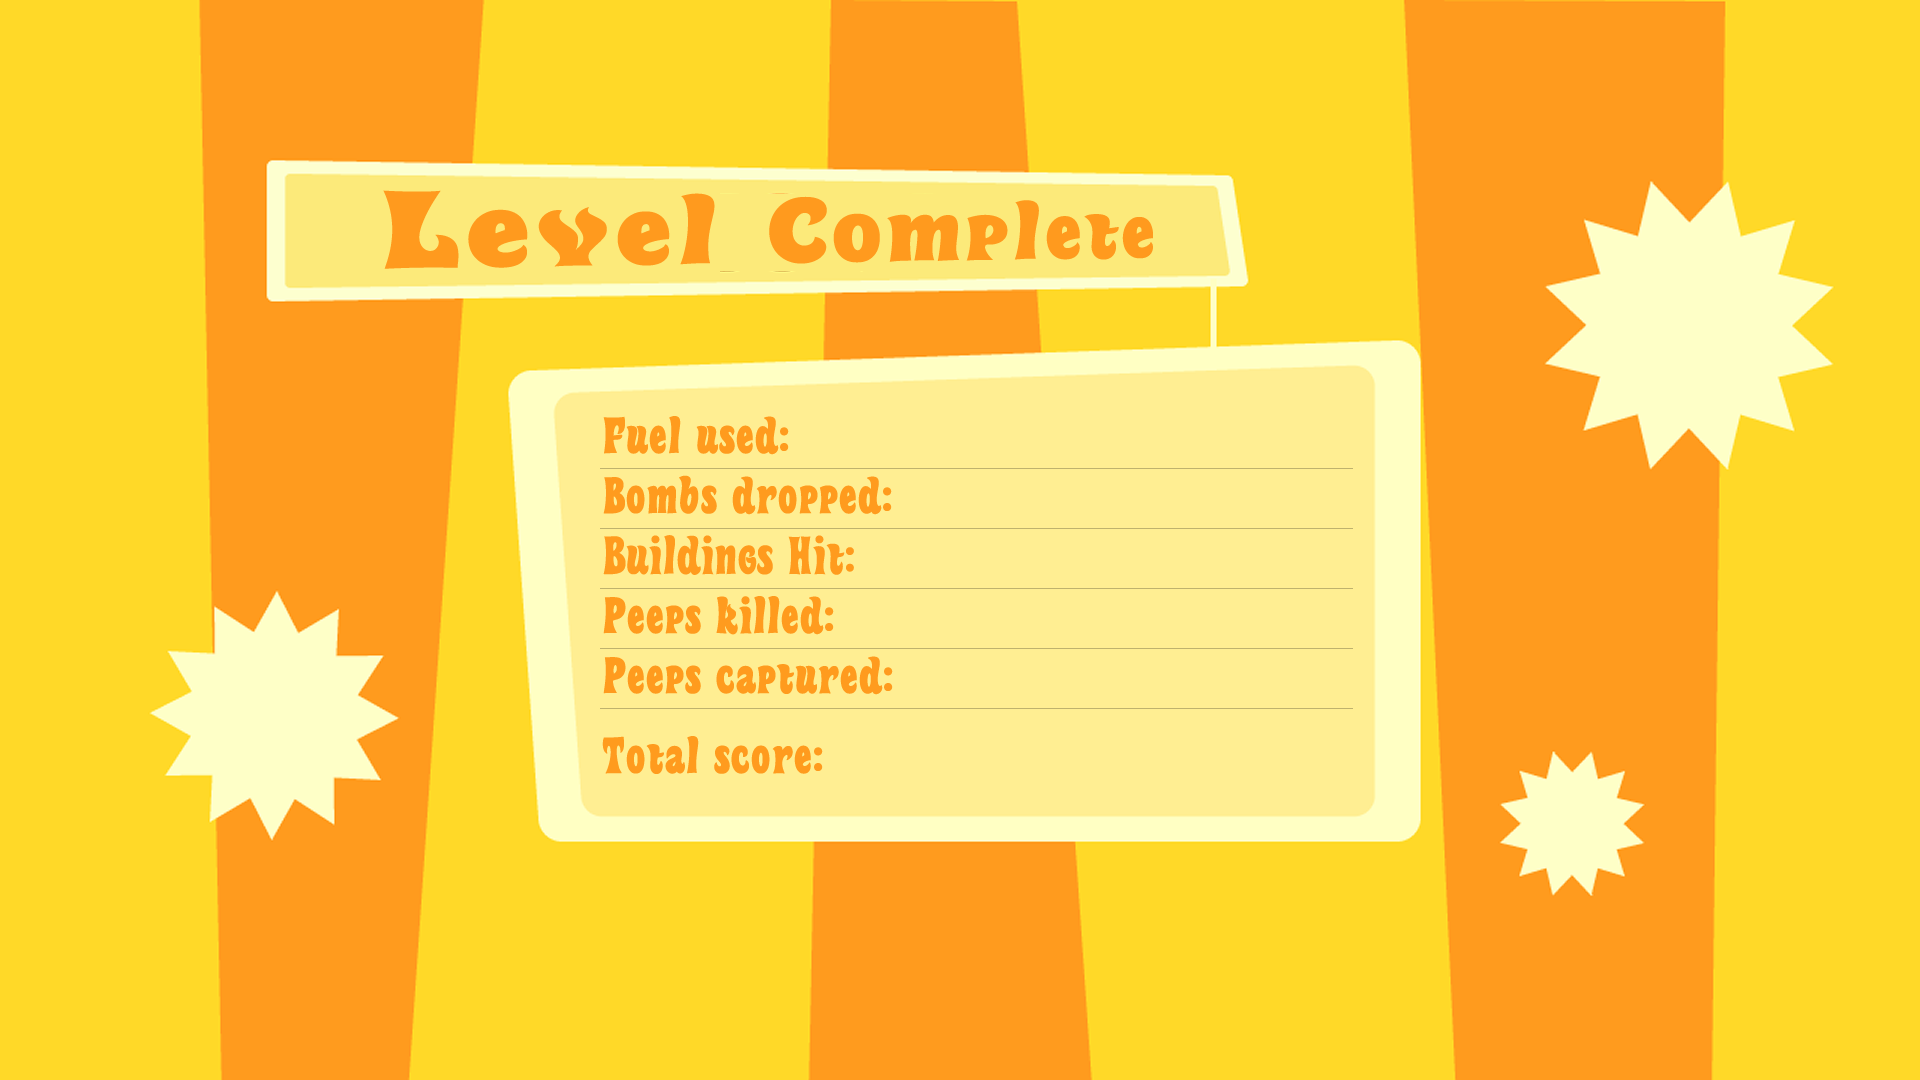 Level Complete
Fuel used:
Bombs dropped:
Buildings Hit:
Peeps killed:
Peeps captured:
Total score: